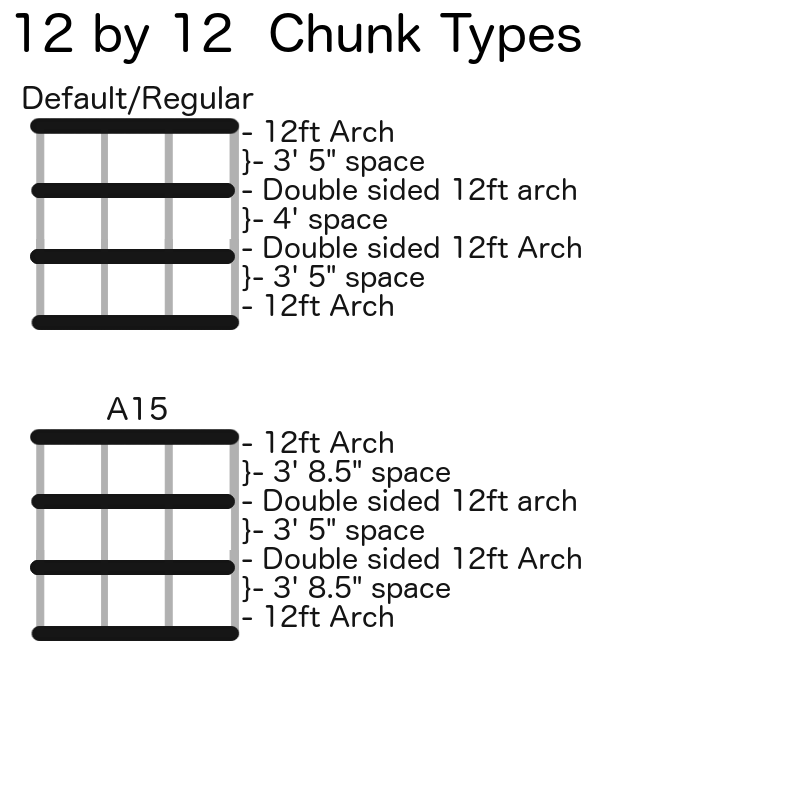 12 by 12  Chunk Types
Default/Regular
- 12ft Arch
}- 3' 5" space
- Double sided 12ft arch
}- 4' space
- Double sided 12ft Arch
}- 3' 5" space
- 12ft Arch
A15
- 12ft Arch
}- 3' 8.5" space
- Double sided 12ft arch
}- 3' 5" space
- Double sided 12ft Arch
}- 3' 8.5" space
- 12ft Arch